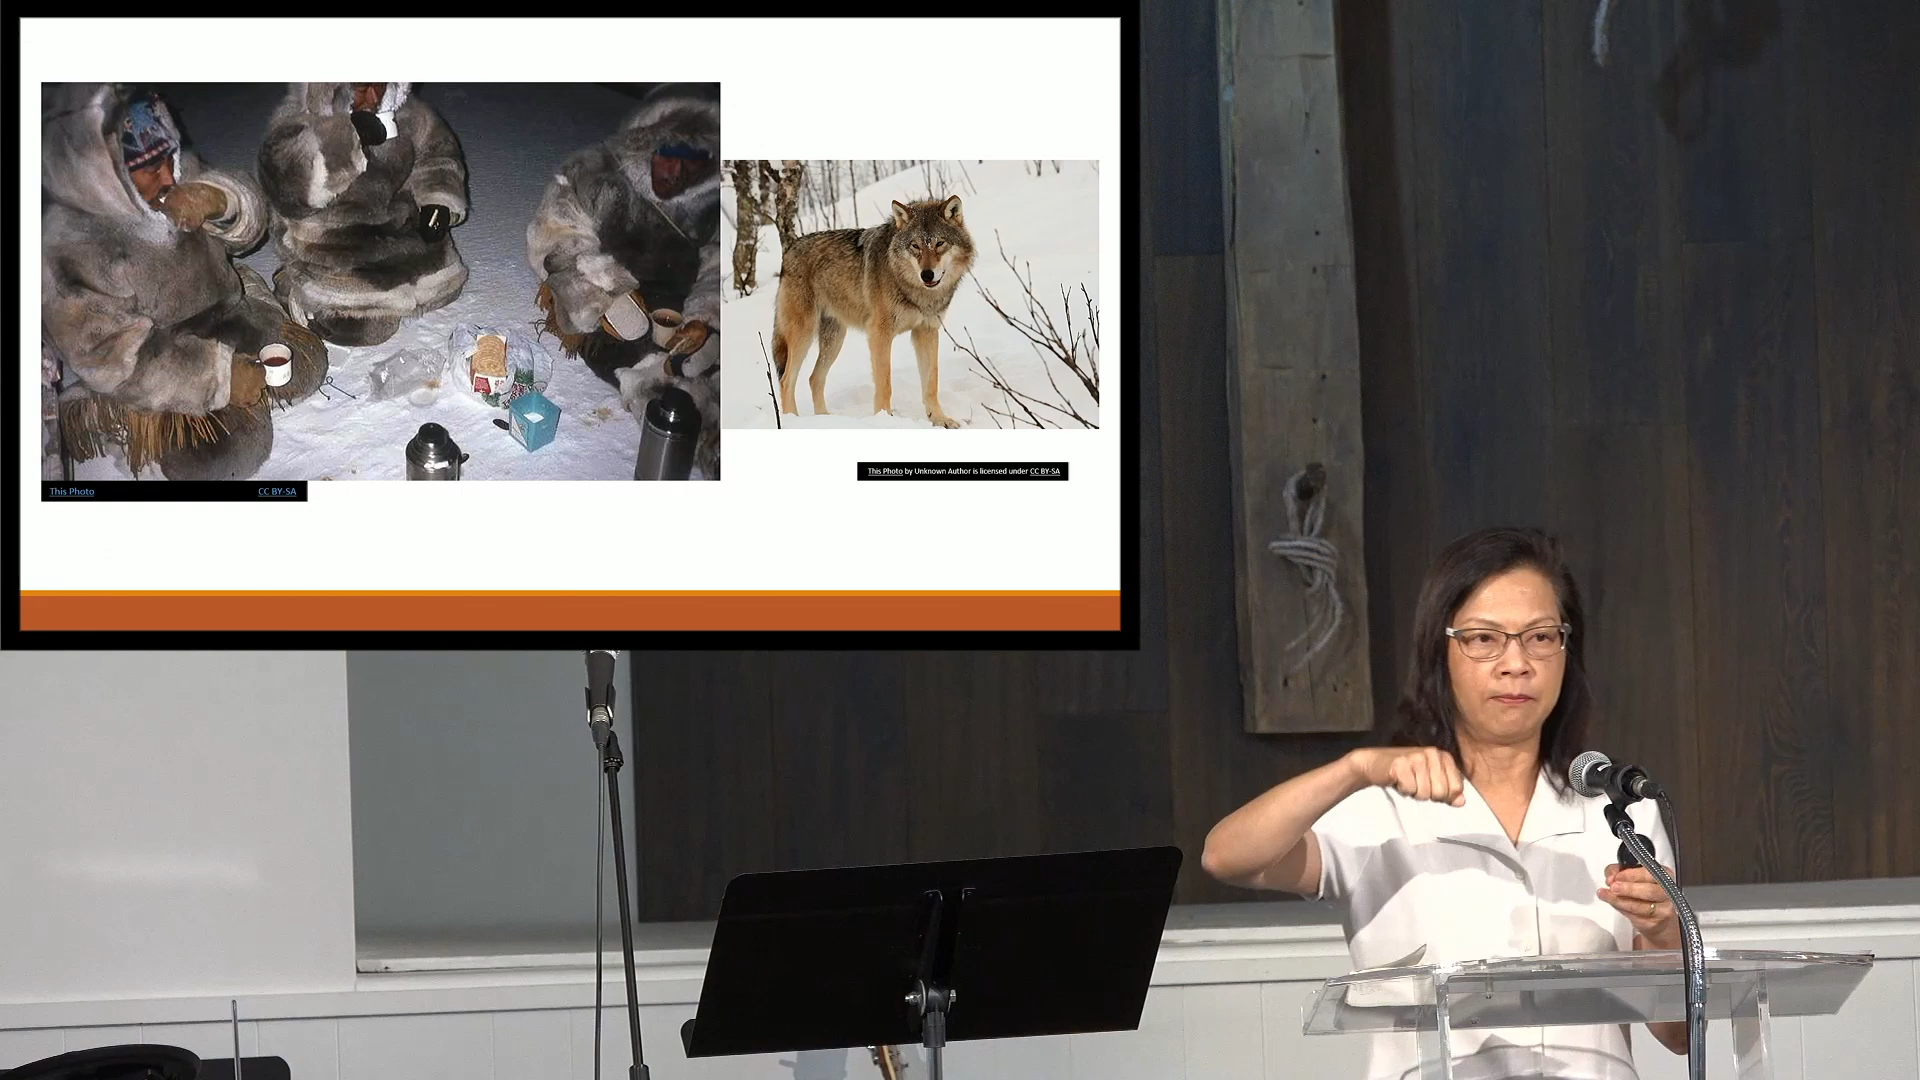 This Photo CC BY-SA
This Photo by Unknown Author is licensed under CC BY-SA